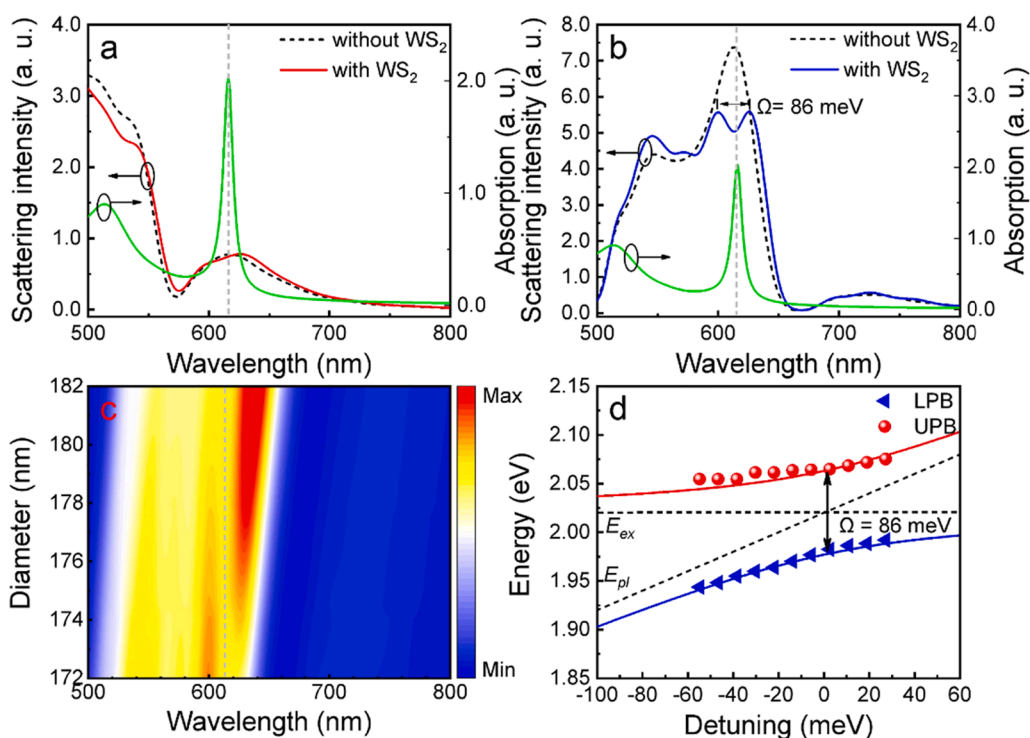 a
without WS₂
with WS₂
Scattering intensity (a. u.)
4.0
3.0
2.0
1.0
0.0
2.0
1.0
0.0
Absorption (a. u.)
500
600
700
800
Wavelength (nm)
b
without WS₂
with WS₂
Ω= 86 meV
Scattering intensity (a. u.)
8.0
7.0
6.0
5.0
4.0
3.0
2.0
1.0
0.0
4.0
3.0
2.0
1.0
0.0
Absorption (a. u.)
500
600
700
800
Wavelength (nm)
c
Diameter (nm)
182
180
178
176
174
172
Max
Min
500
600
700
800
Wavelength (nm)
d
LPB
UPB
Energy (eV)
2.15
2.10
2.05
2.00
1.95
1.90
1.85
Eex
Epl
Ω = 86 meV
-100
-80
-60
-40
-20
0
20
40
60
Detuning (meV)